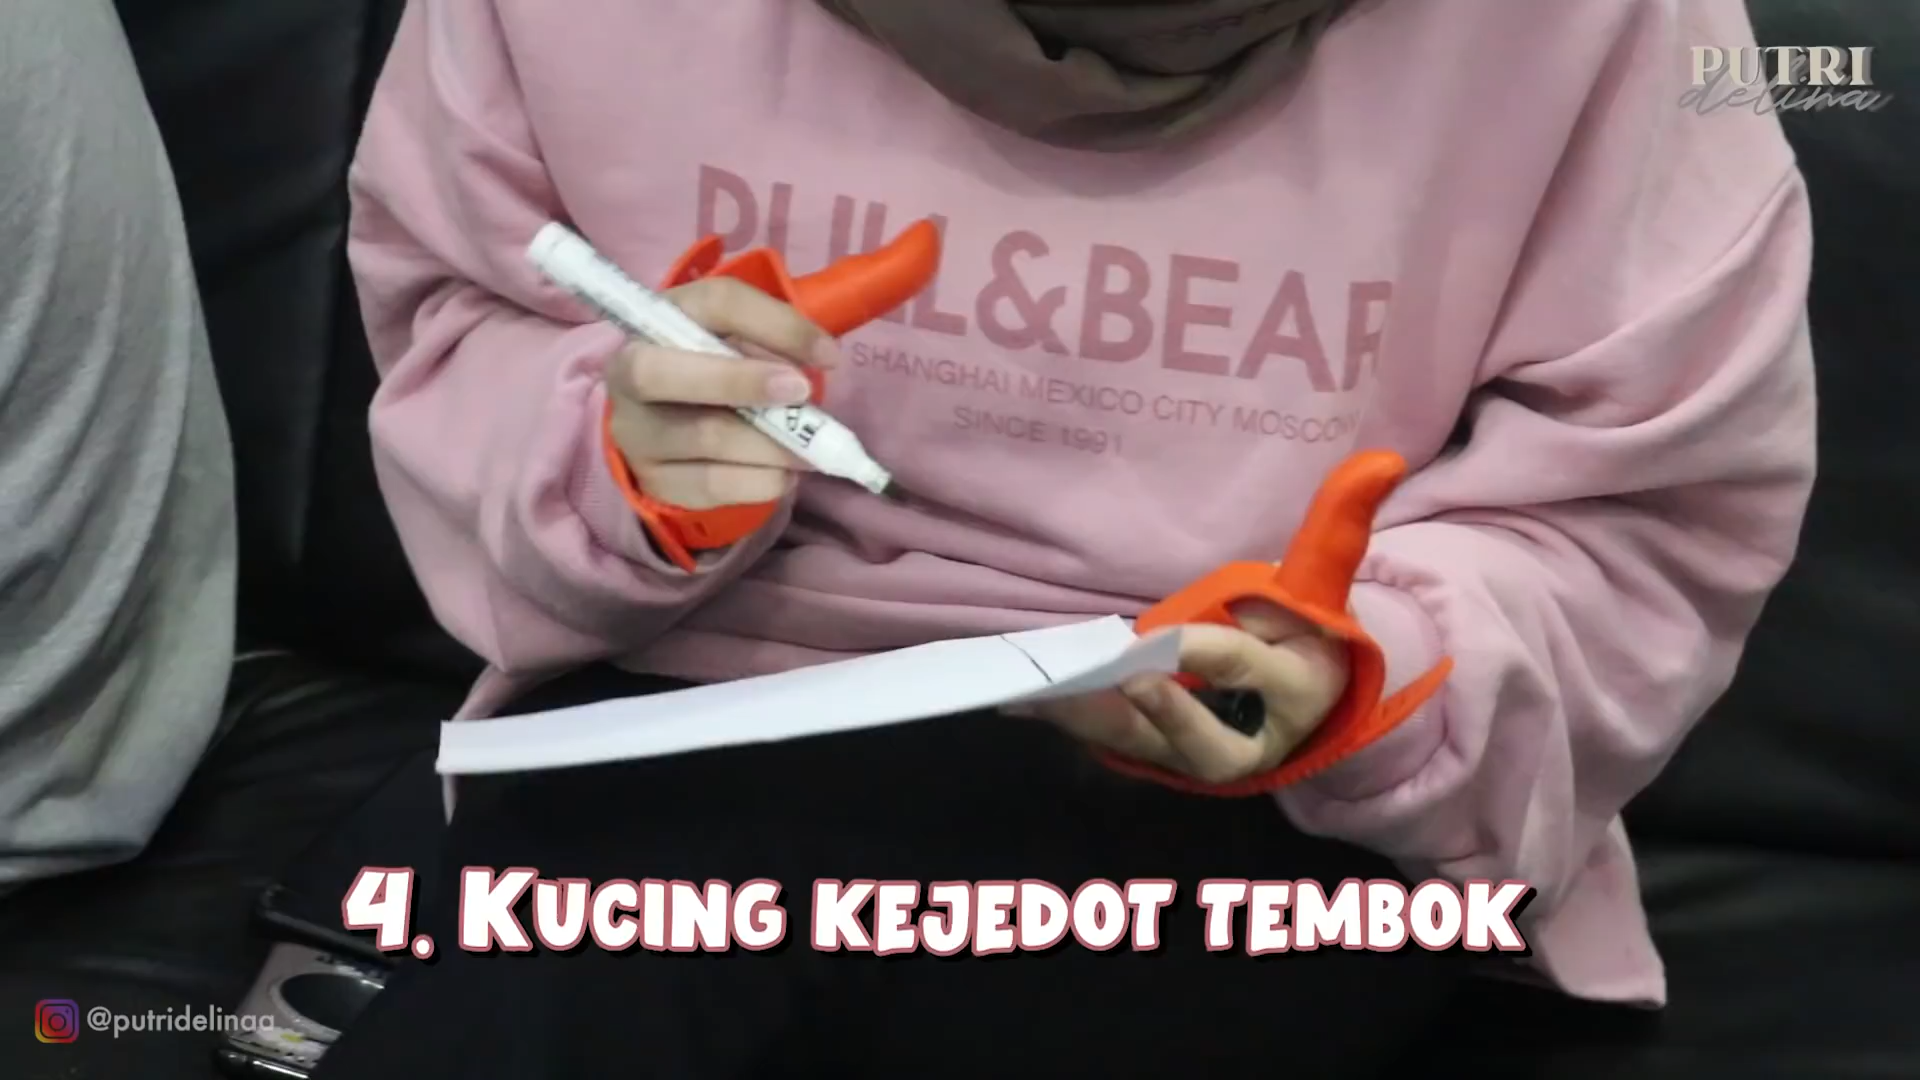 PUTRI
delina
PULL&BEAR
SHANGHAI MEXICO CITY MOSCOW
SINCE 1991
4. KUCING KEJEDOT TEMBOK
@putridelinaa